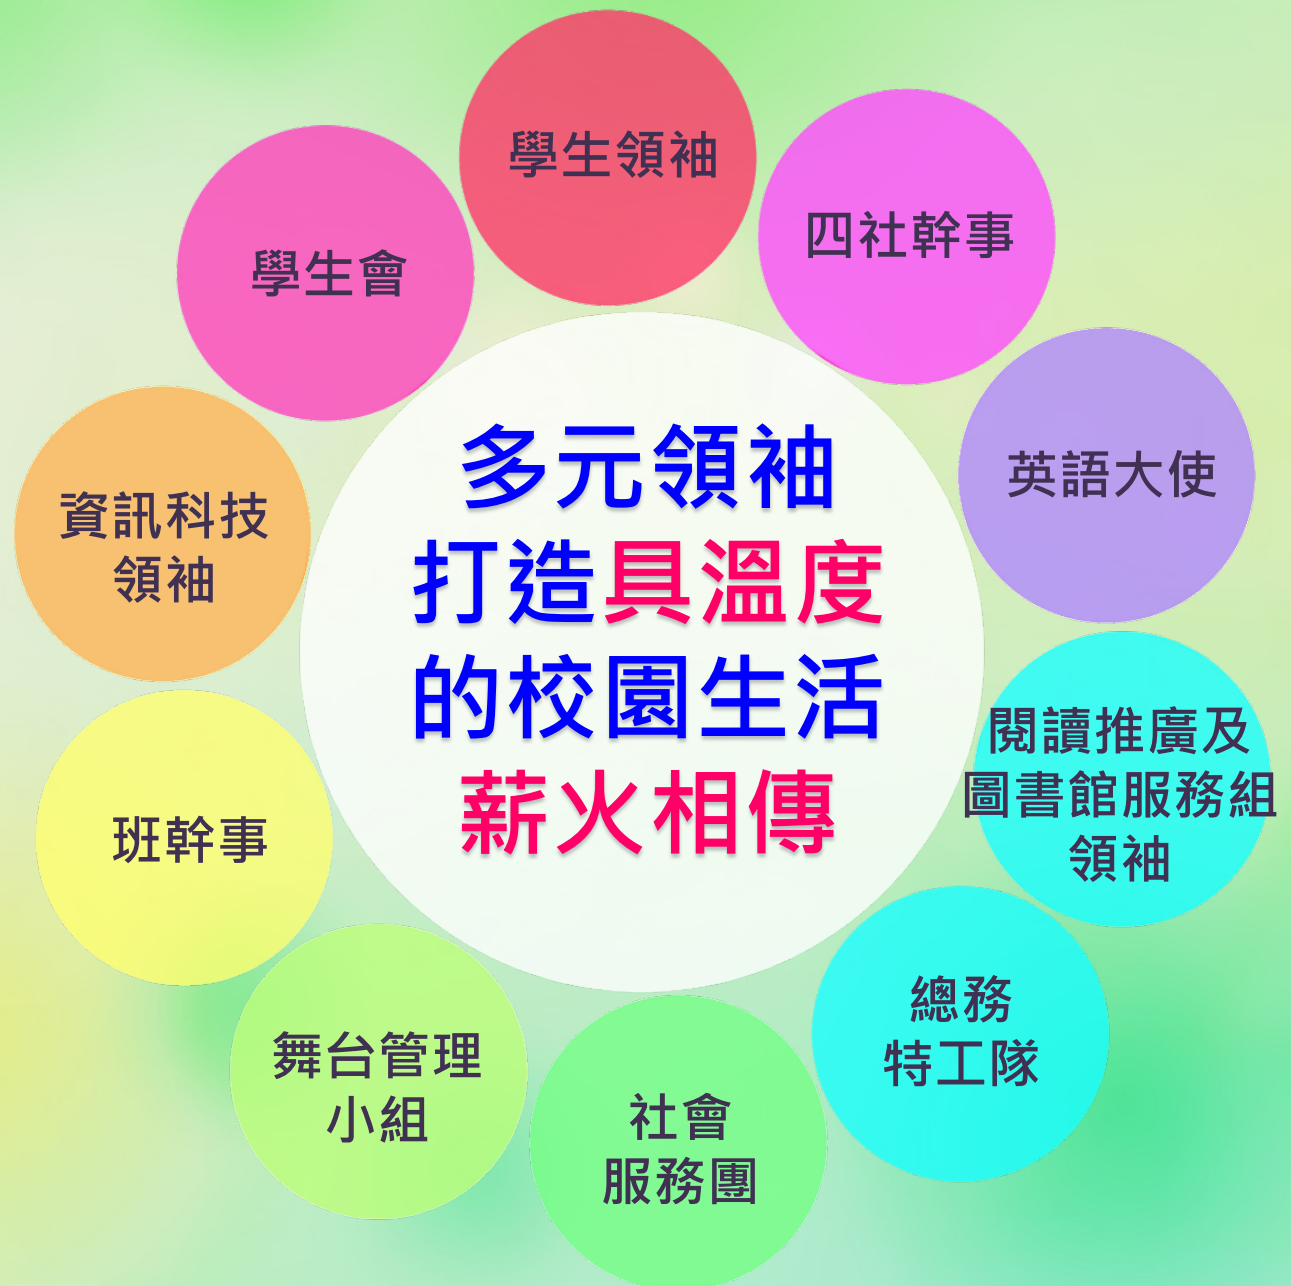 學生領袖
四社幹事
學生會
英語大使
資訊科技
領袖
多元領袖
打造具溫度
的校園生活
薪火相傳
閱讀推廣及
圖書館服務組
領袖
班幹事
總務
特工隊
舞台管理
小組
社會
服務團